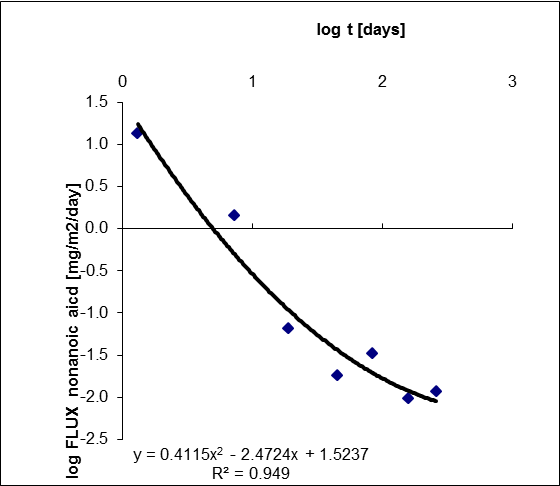 log t [days]
0 1 2 3
1.5
1.0
0.5
0.0
-0.5
-1.0
-1.5
-2.0
-2.5
log FLUX nonanoic aicd [mg/m2/day]
y = 0.4115x² - 2.4724x + 1.5237
R² = 0.949